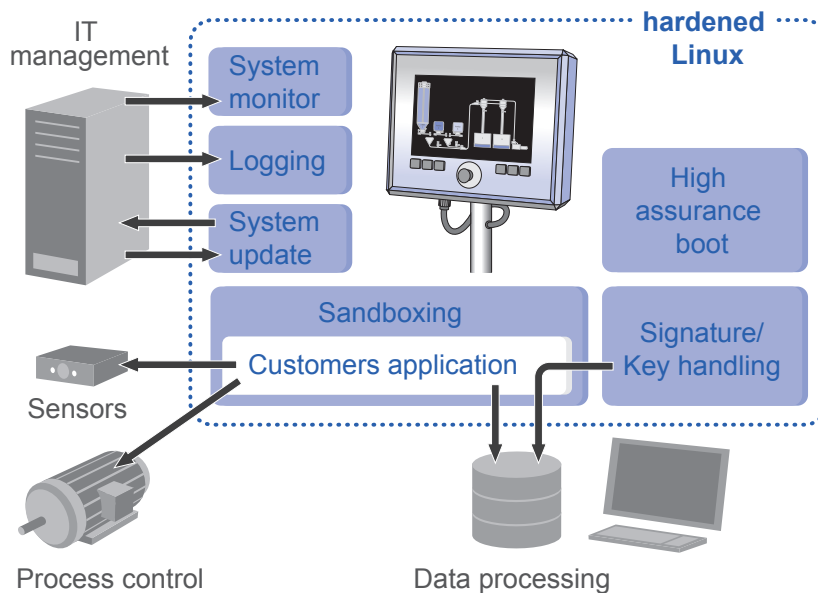 IT
management
hardened
Linux
System
monitor
Logging
System
update
High
assurance
boot
Sandboxing
Customers application
Signature/
Key handling
Sensors
Process control
Data processing